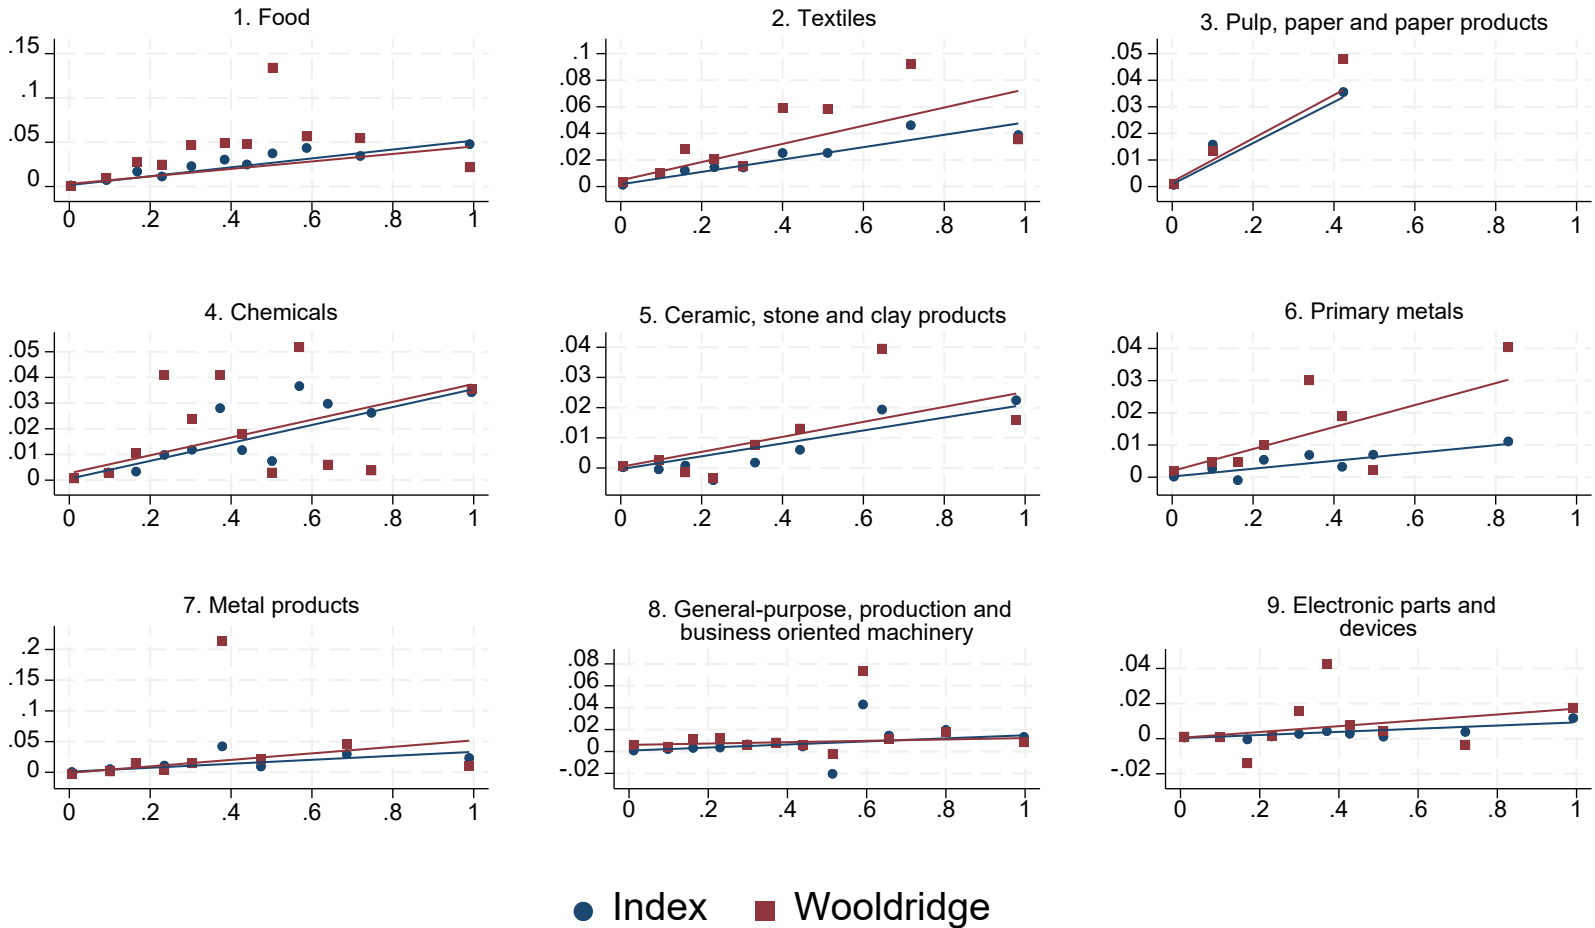 1. Food
.15
.1
.05
0
0 .2 .4 .6 .8 1
2. Textiles
.1
.08
.06
.04
.02
0
0 .2 .4 .6 .8 1
3. Pulp, paper and paper products
.05
.04
.03
.02
.01
0
0 .2 .4 .6 .8 1
4. Chemicals
.05
.04
.03
.02
.01
0
0 .2 .4 .6 .8 1
5. Ceramic, stone and clay products
.04
.03
.02
.01
0
0 .2 .4 .6 .8 1
6. Primary metals
.04
.03
.02
.01
0
0 .2 .4 .6 .8 1
7. Metal products
.2
.15
.1
.05
0
0 .2 .4 .6 .8 1
8. General-purpose, production and
business oriented machinery
.08
.06
.04
.02
0
-.02
0 .2 .4 .6 .8 1
9. Electronic parts and
devices
.04
.02
0
-.02
0 .2 .4 .6 .8 1
Index Wooldridge